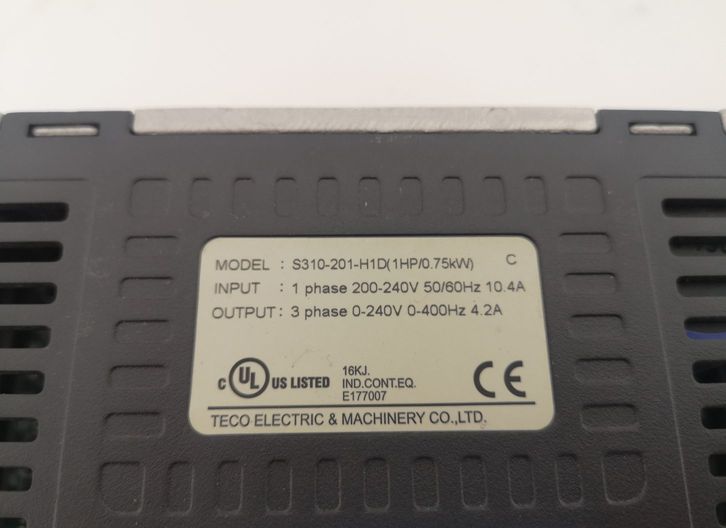 MODEL : S310-201-H1D(1HP/0.75kW) C
INPUT : 1 phase 200-240V 50/60Hz 10.4A
OUTPUT : 3 phase 0-240V 0-400Hz 4.2A
C UL US LISTED
16KJ.
IND.CONT.EQ.
E177007
CE
TECO ELECTRIC & MACHINERY CO.,LTD.